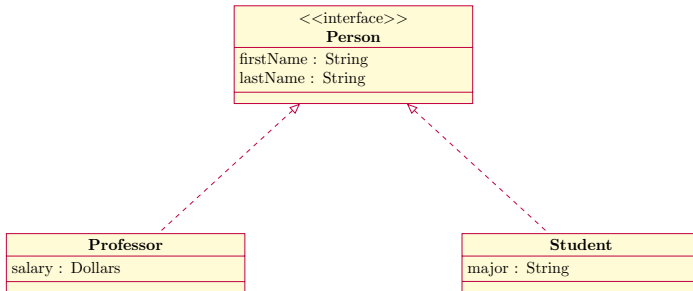 <<interface>>
Person
firstName : String
lastName : String
Professor
salary : Dollars
Student
major : String